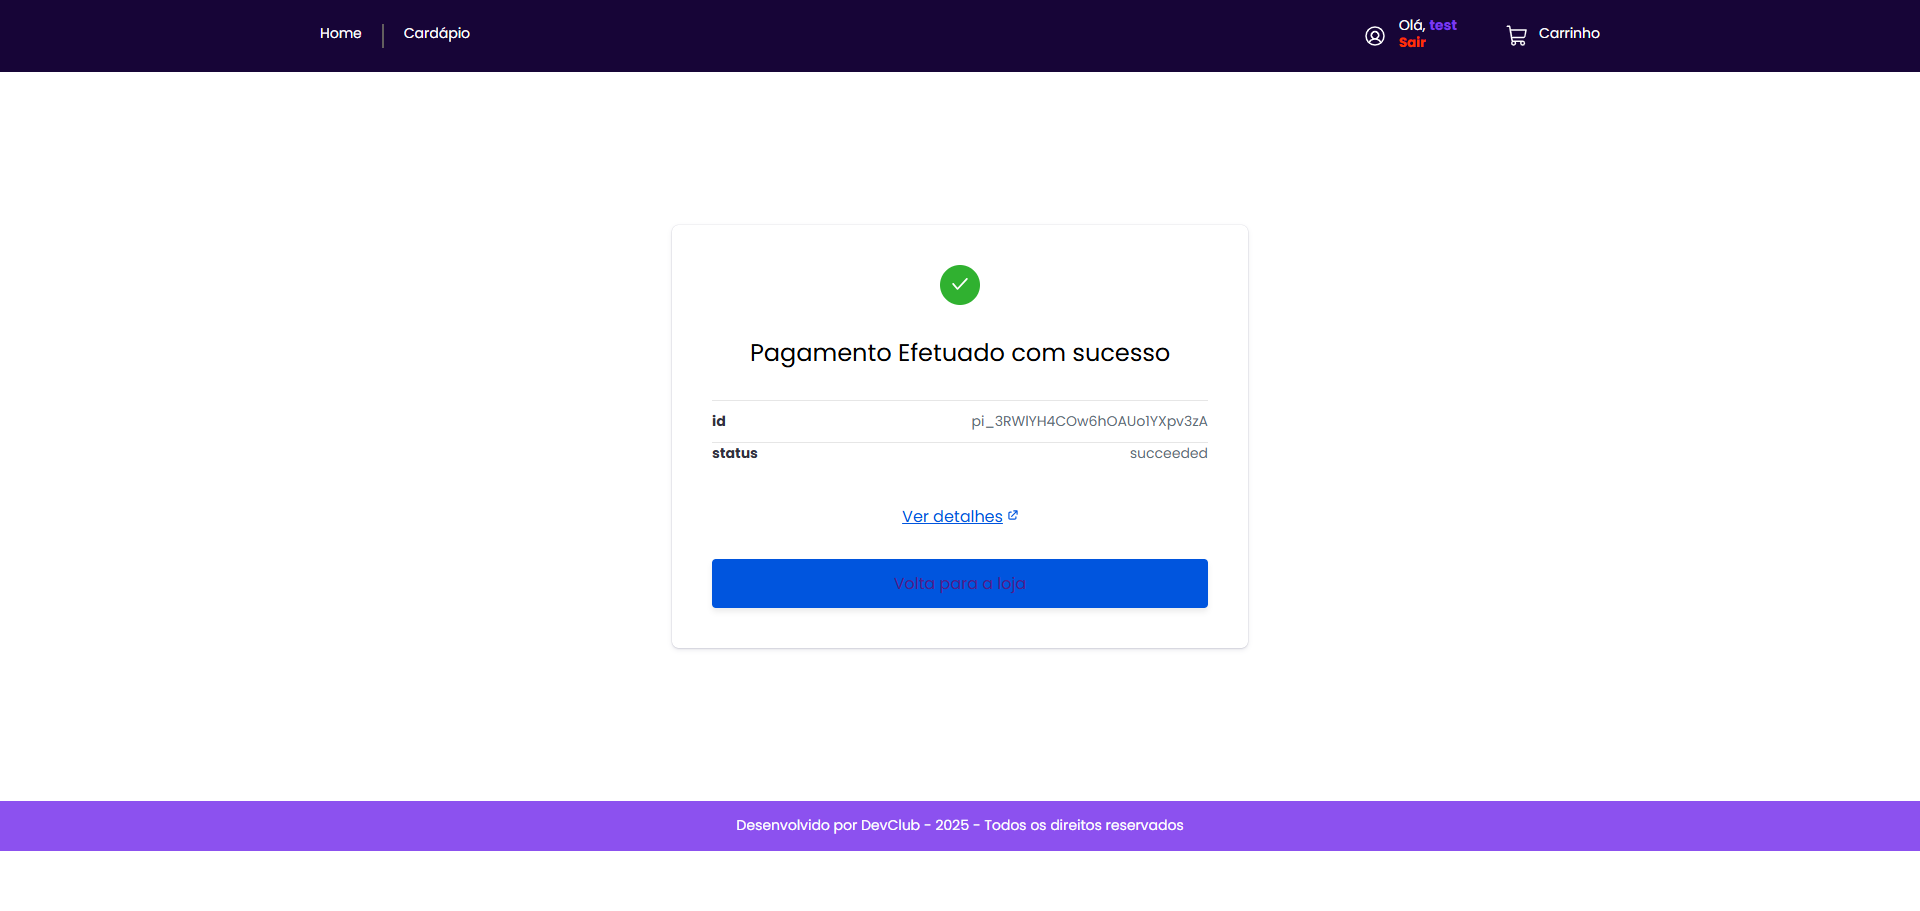 Home
Cardápio
Olá, test
Sair
Carrinho
Pagamento Efetuado com sucesso
id pi_3RWlYH4COw6hOAUo1YXpv3zA
status succeeded
Ver detalhes
Volta para a loja
Desenvolvido por DevClub - 2025 - Todos os direitos reservados